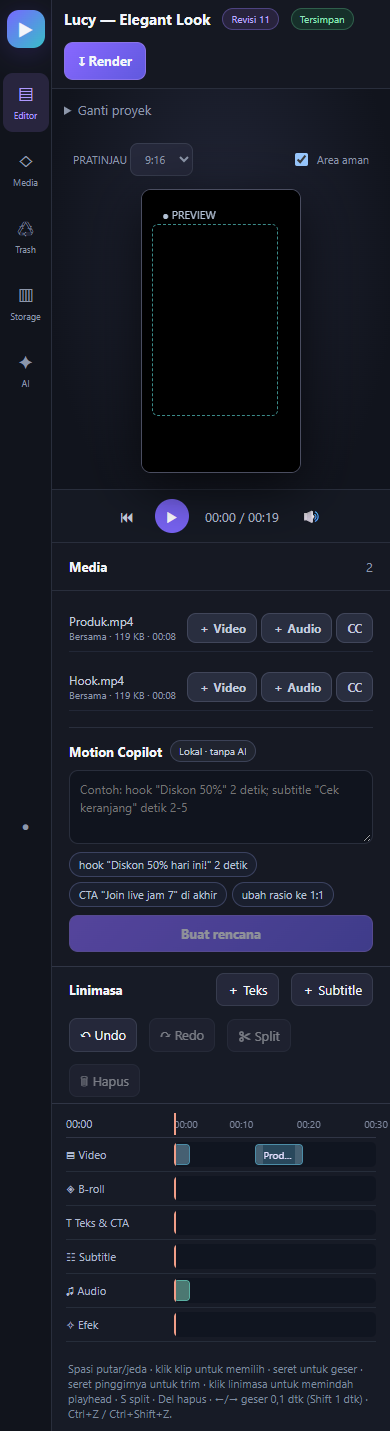 Lucy — Elegant Look
Revisi 11
Tersimpan
↧ Render
Editor
Media
Trash
Storage
AI
▶ Ganti proyek
PRATINJAU
9:16
Area aman
● PREVIEW
00:00 / 00:19
Media
2
Produk.mp4
Bersama · 119 KB · 00:08
+ Video
+ Audio
CC
Hook.mp4
Bersama · 119 KB · 00:08
+ Video
+ Audio
CC
Motion Copilot
Lokal · tanpa AI
Contoh: hook "Diskon 50%" 2 detik; subtitle "Cek
keranjang" detik 2-5
hook "Diskon 50% hari ini!" 2 detik
CTA "Join live jam 7" di akhir
ubah rasio ke 1:1
Buat rencana
Linimasa
+ Teks
+ Subtitle
↶ Undo
↷ Redo
✀ Split
Hapus
00:00
00:00
00:10
00:20
00:30
Video
Prod...
B-roll
T Teks & CTA
Subtitle
♫ Audio
✧ Efek
Spasi putar/jeda · klik klip untuk memilih · seret untuk geser ·
seret pinggirnya untuk trim · klik linimasa untuk memindah
playhead · S split · Del hapus · ←/→ geser 0,1 dtk (Shift 1 dtk) ·
Ctrl+Z / Ctrl+Shift+Z.